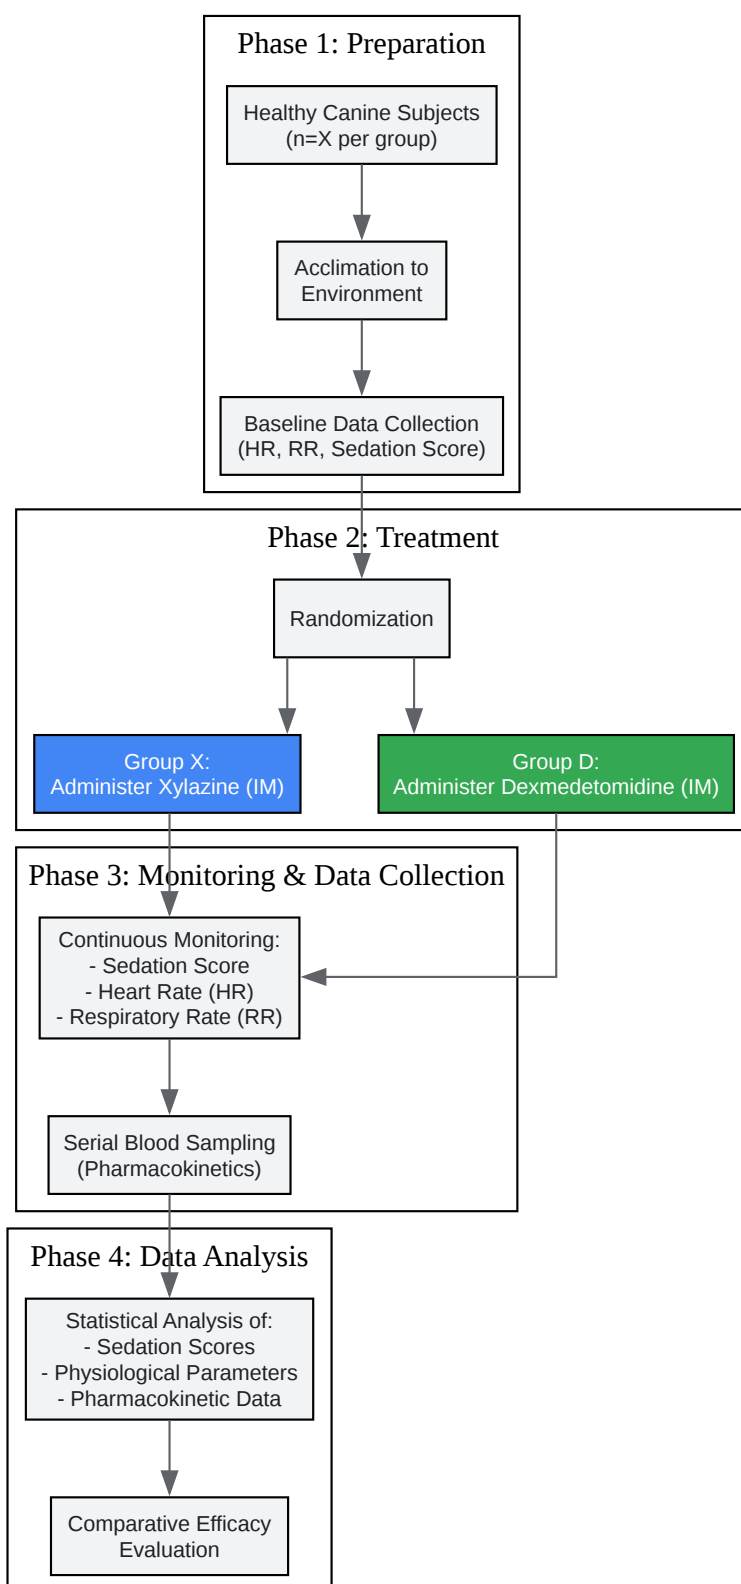 Phase 1: Preparation
Healthy Canine Subjects
(n=X per group)
Acclimation to
Environment
Baseline Data Collection
(HR, RR, Sedation Score)
Phase 2: Treatment
Randomization
Group X:
Administer Xylazine (IM)
Group D:
Administer Dexmedetomidine (IM)
Phase 3: Monitoring & Data Collection
Continuous Monitoring:
- Sedation Score
- Heart Rate (HR)
- Respiratory Rate (RR)
Serial Blood Sampling
(Pharmacokinetics)
Phase 4: Data Analysis
Statistical Analysis of:
- Sedation Scores
- Physiological Parameters
- Pharmacokinetic Data
Comparative Efficacy
Evaluation